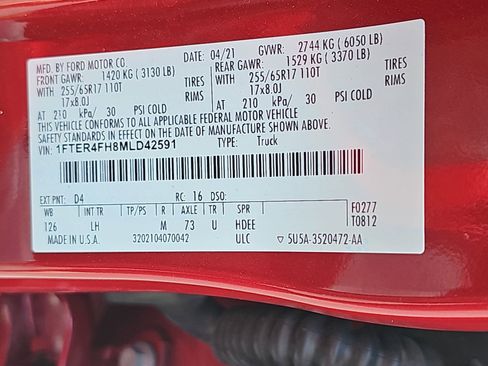 MFD. BY FORD MOTOR CO. 04/21 GVWR: 2744 KG ( 6050 LB)
FRONT GAWR: 1420 KG ( 3130 LB) REAR GAWR: 1529 KG ( 3370 LB)
WITH 255/65R17 110T TIRES WITH 255/65R17 110T TIRES
17x8.0J RIMS 17x8.0J RIMS
AT 210 kPa/ 30 PSI COLD AT 210 kPa/ 30 PSI COLD
THIS VEHICLE CONFORMS TO ALL APPLICABLE FEDERAL MOTOR VEHICLE
SAFETY AND THEFT PREVENTION STANDARDS IN EFFECT ON THE DATE OF MANUFACTURE SHOWN ABOVE.
VIN: 1FTER4FH8MLD42591 TYPE: Truck
EXT PNT: D4 RC: 16 DSO:
WB INT TR TP/PS R AXLE TR SPR F0277
126 LH M 73 U HDEE T0812
MADE IN U.S.A. 3202104070042 ULC ▽ 5U5A-3520472-AA